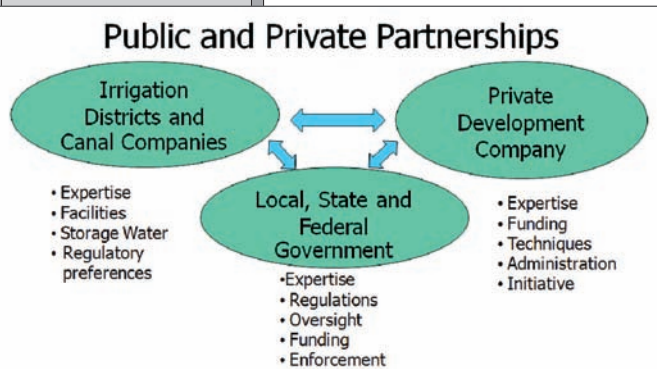 Public and Private Partnerships
Irrigation
Districts and
Canal Companies
Private
Development
Company
Local, State and
Federal
Government
• Expertise
• Facilities
• Storage Water
• Regulatory
preferences
•Expertise
• Regulations
• Oversight
• Funding
• Enforcement
• Expertise
• Funding
• Techniques
• Administration
• Initiative